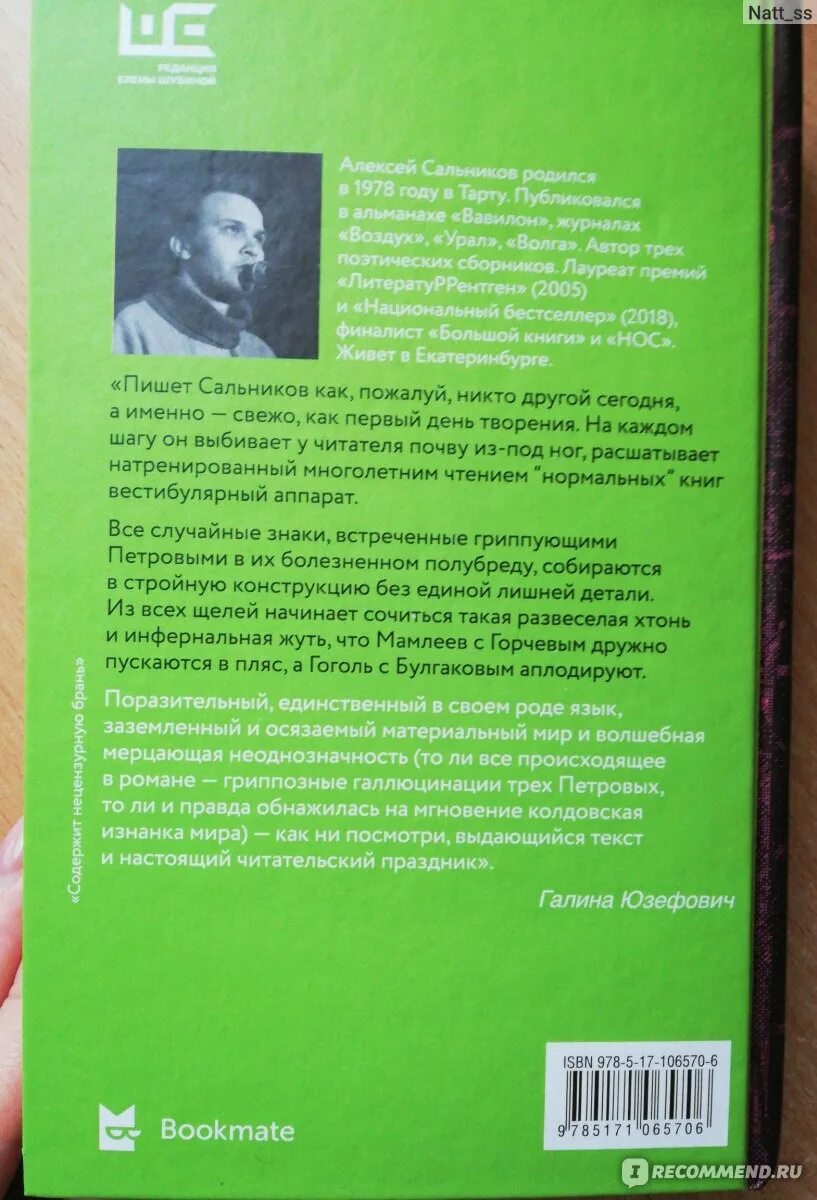 Natt_ss
ШЕ
РЕДАКЦИЯ
ЕЛЕНЫ ШУБИНОЙ
Алексей Сальников родился
в 1978 году в Тарту. Публиковался
в альманахе «Вавилон», журналах
«Воздух», «Урал», «Волга». Автор трех
поэтических сборников. Лауреат премий
«ЛитератуРРентген» (2005)
и «Национальный бестселлер» (2018),
финалист «Большой книги» и «НОС».
Живет в Екатеринбурге.
«Пишет Сальников как, пожалуй, никто другой сегодня,
а именно — свежо, как первый день творения. На каждом
шагу он выбивает у читателя почву из-под ног, расшатывает
натренированный многолетним чтением “нормальных” книг
вестибулярный аппарат.
Все случайные знаки, встреченные гриппующими
Петровыми в их болезненном полубреду, собираются
в стройную конструкцию без единой лишней детали.
Из всех щелей начинает сочиться такая развеселая хтонь
и инфернальная жуть, что Мамлеев с Горчевым дружно
пускаются в пляс, а Гоголь с Булгаковым аплодируют.
Поразительный, единственный в своем роде язык,
заземленный и осязаемый материальный мир и волшебная
мерцающая неоднозначность (то ли все происходящее
в романе — гриппозные галлюцинации трех Петровых,
то ли и правда обнажилась на мгновение колдовская
изнанка мира) — как ни посмотри, выдающийся текст
и настоящий читательский праздник».
Галина Юзефович
«Содержит нецензурную брань»
ISBN 978-5-17-106570-6
9 785171 065706
Bookmate
IRECOMMEND.RU